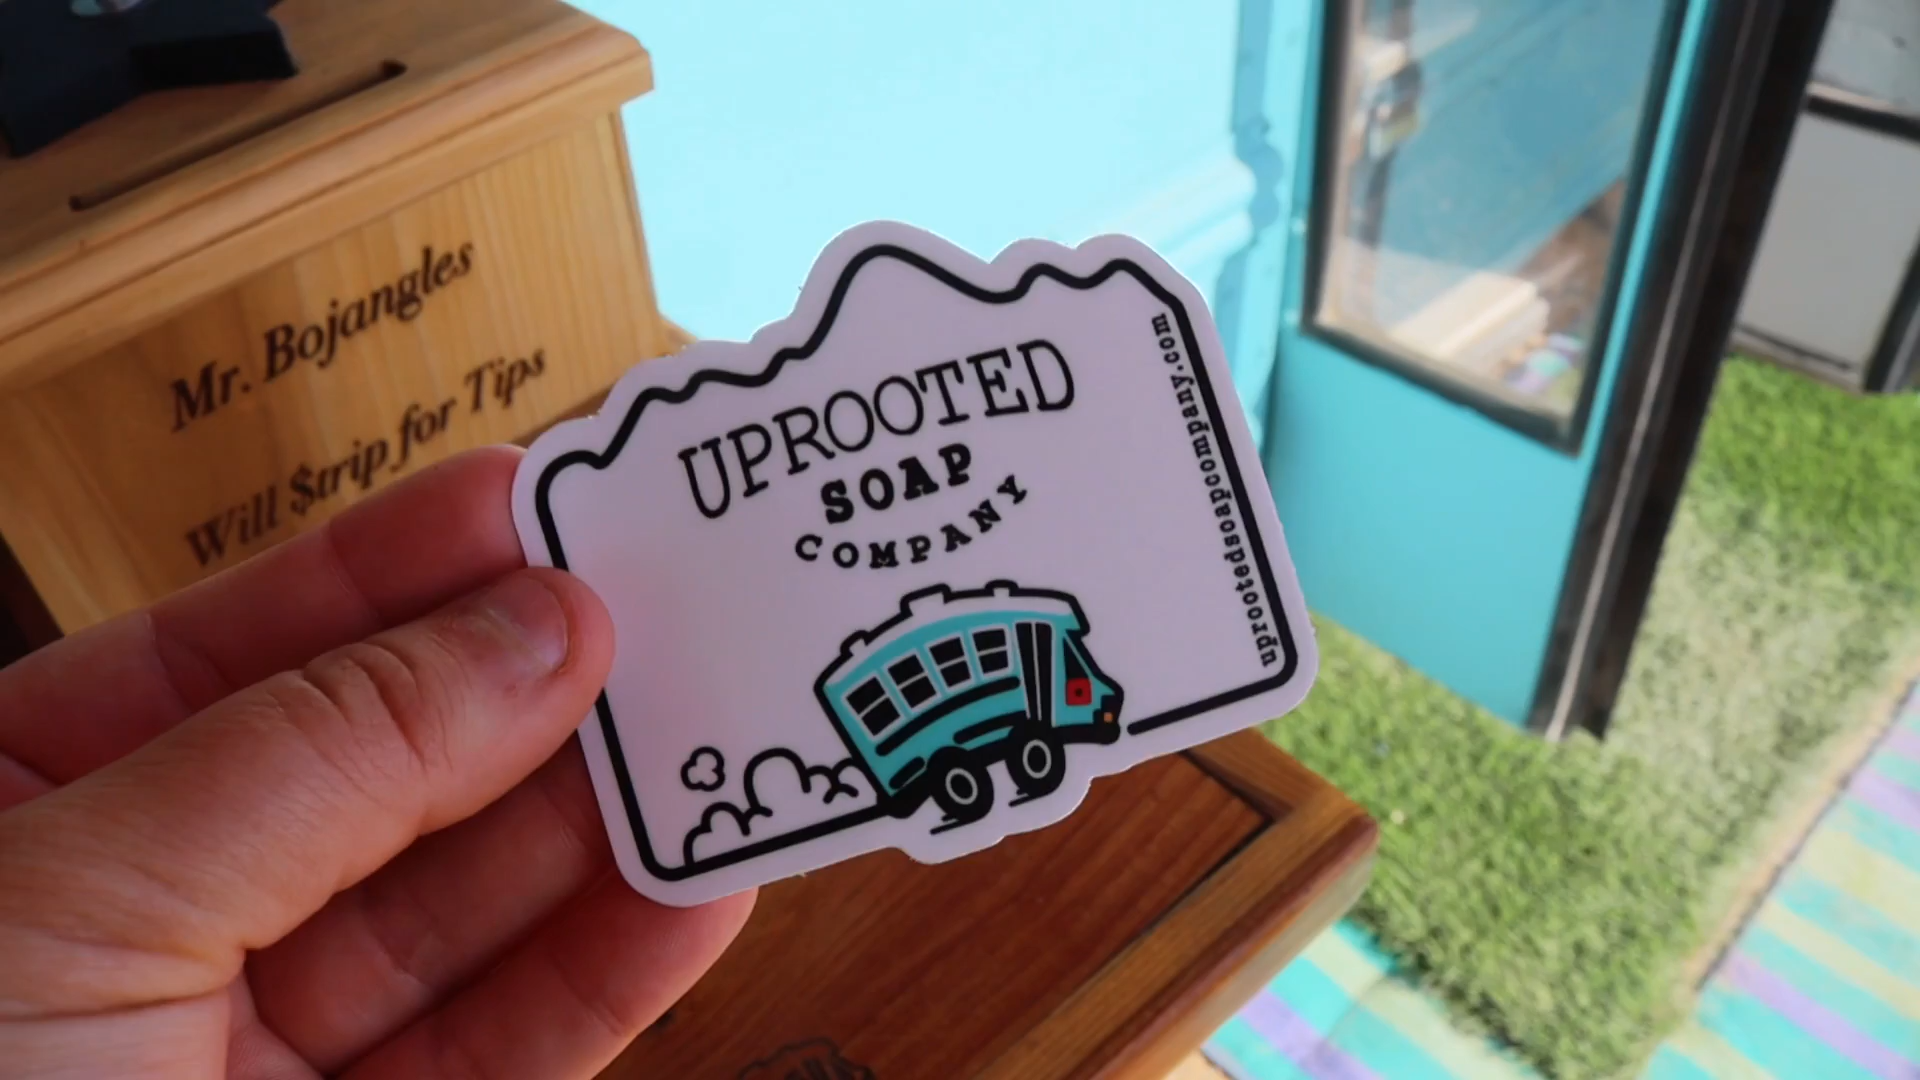 Mr. Bojangles
Will $trip for Tips
UPROOTED
SOAP
COMPANY
uprootedsoapcompany.com